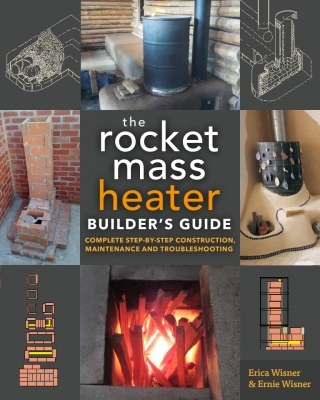 the
rocket
mass
heater
BUILDER'S GUIDE
COMPLETE STEP-BY-STEP CONSTRUCTION,
MAINTENANCE AND TROUBLESHOOTING
Erica Wisner
& Ernie Wisner